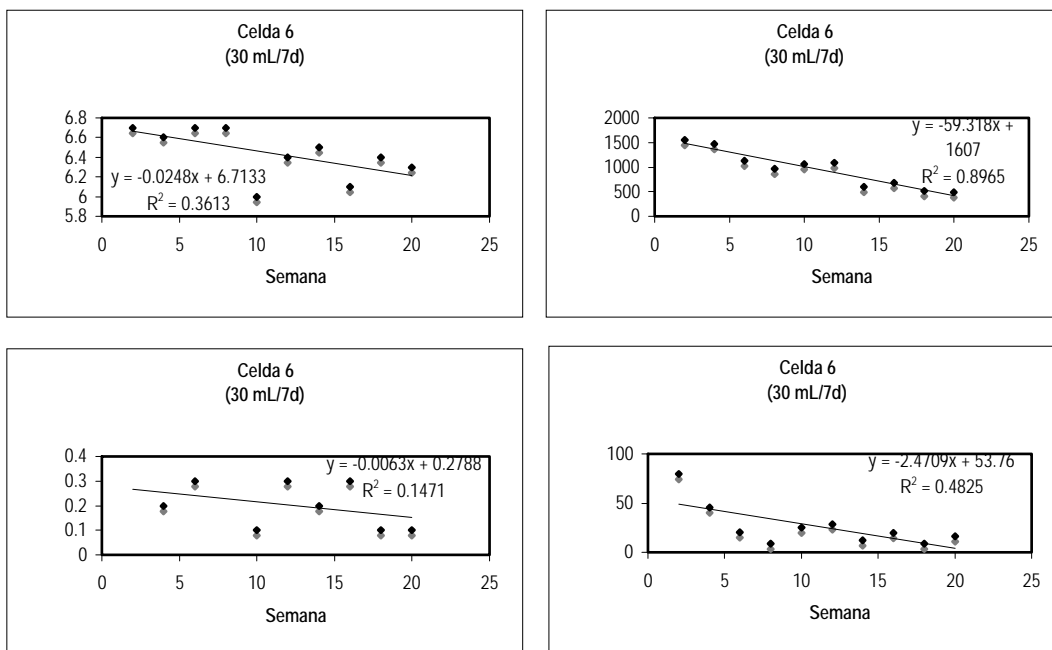 Celda 6
(30 mL/7d)
6.8
6.6
6.4
6.2
6
5.8
y = -0.0248x + 6.7133
R² = 0.3613
0 5 10 15 20 25
Semana
Celda 6
(30 mL/7d)
2000
1500
1000
500
0
y = -59.318x +
1607
R² = 0.8965
0 5 10 15 20 25
Semana
Celda 6
(30 mL/7d)
0.4
0.3
0.2
0.1
0
y = -0.0063x + 0.2788
R² = 0.1471
0 5 10 15 20 25
Semana
Celda 6
(30 mL/7d)
100
50
0
y = -2.4709x + 53.76
R² = 0.4825
0 5 10 15 20 25
Semana